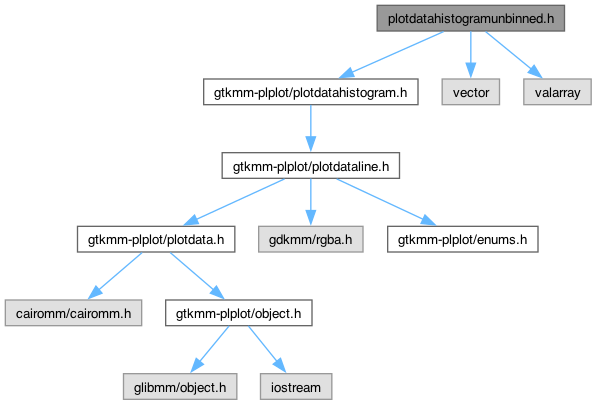 plotdatahistogramunbinned.h
gtkmm-plplot/plotdatahistogram.h
vector
valarray
gtkmm-plplot/plotdataline.h
gtkmm-plplot/plotdata.h
gdkmm/rgba.h
gtkmm-plplot/enums.h
cairomm/cairomm.h
gtkmm-plplot/object.h
glibmm/object.h
iostream